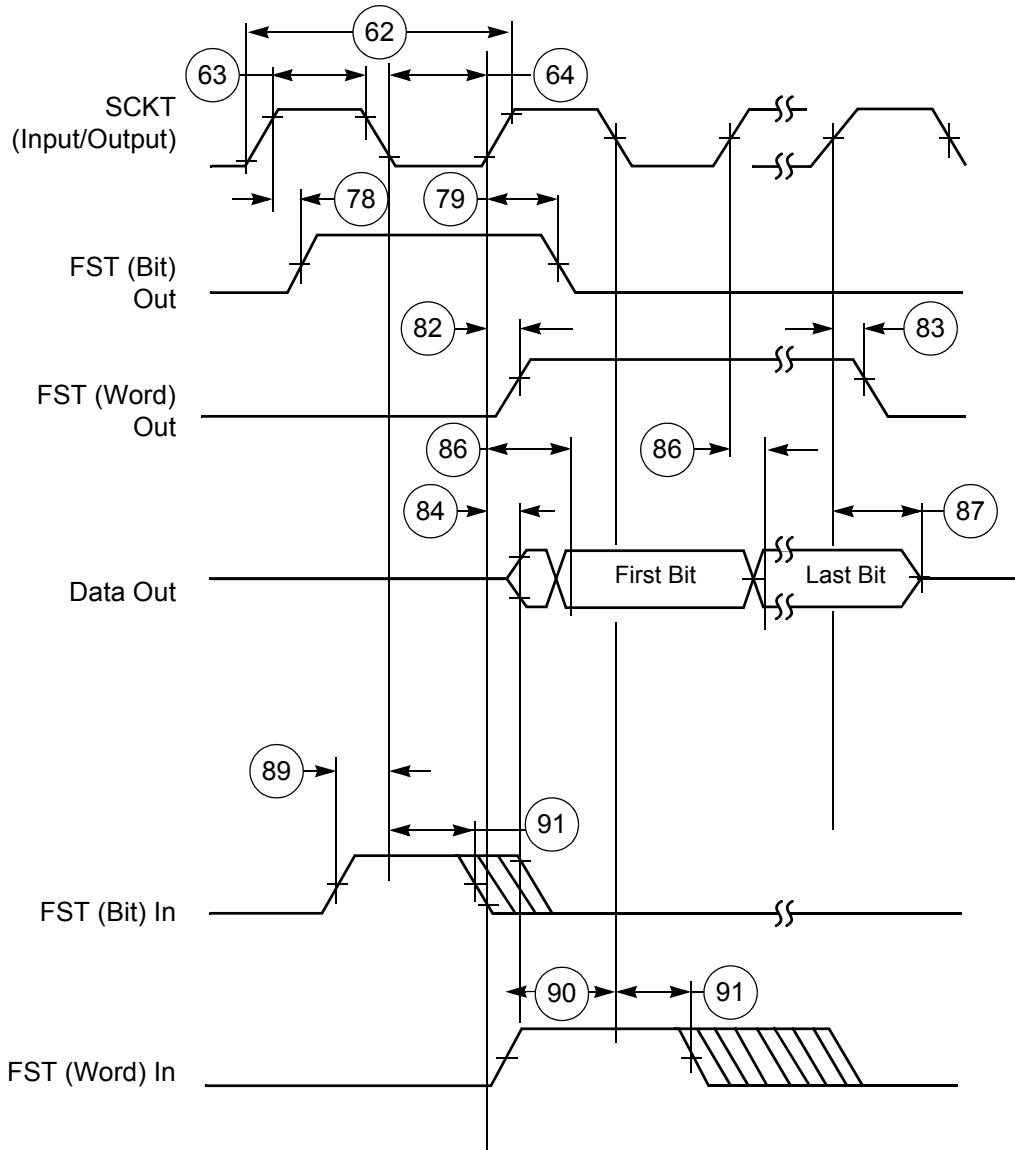 62
63
64
SCKT
(Input/Output)
78
79
FST (Bit)
Out
82
83
FST (Word)
Out
86
86
84
87
Data Out
First Bit
Last Bit
89
91
FST (Bit) In
90
91
FST (Word) In